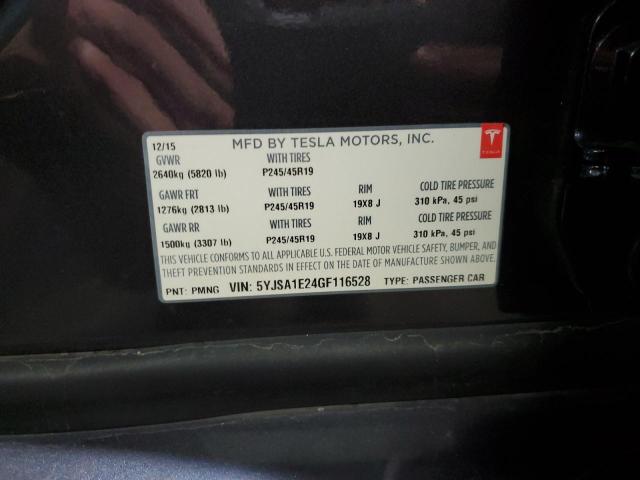 12/15 MFD BY TESLA MOTORS, INC.
GVWR WITH TIRES
2640kg (5820 lb) P245/45R19
TESLA
GAWR FRT WITH TIRES RIM COLD TIRE PRESSURE
1276kg (2813 lb) P245/45R19 19X8 J 310 kPa, 45 psi
GAWR RR WITH TIRES RIM COLD TIRE PRESSURE
1500kg (3307 lb) P245/45R19 19X8 J 310 kPa, 45 psi
THIS VEHICLE CONFORMS TO ALL APPLICABLE U.S. FEDERAL MOTOR VEHICLE SAFETY, BUMPER, AND
THEFT PREVENTION STANDARDS IN EFFECT ON THE DATE OF MANUFACTURE SHOWN ABOVE.
PNT: PMNG VIN: 5YJSA1E24GF116528 TYPE: PASSENGER CAR